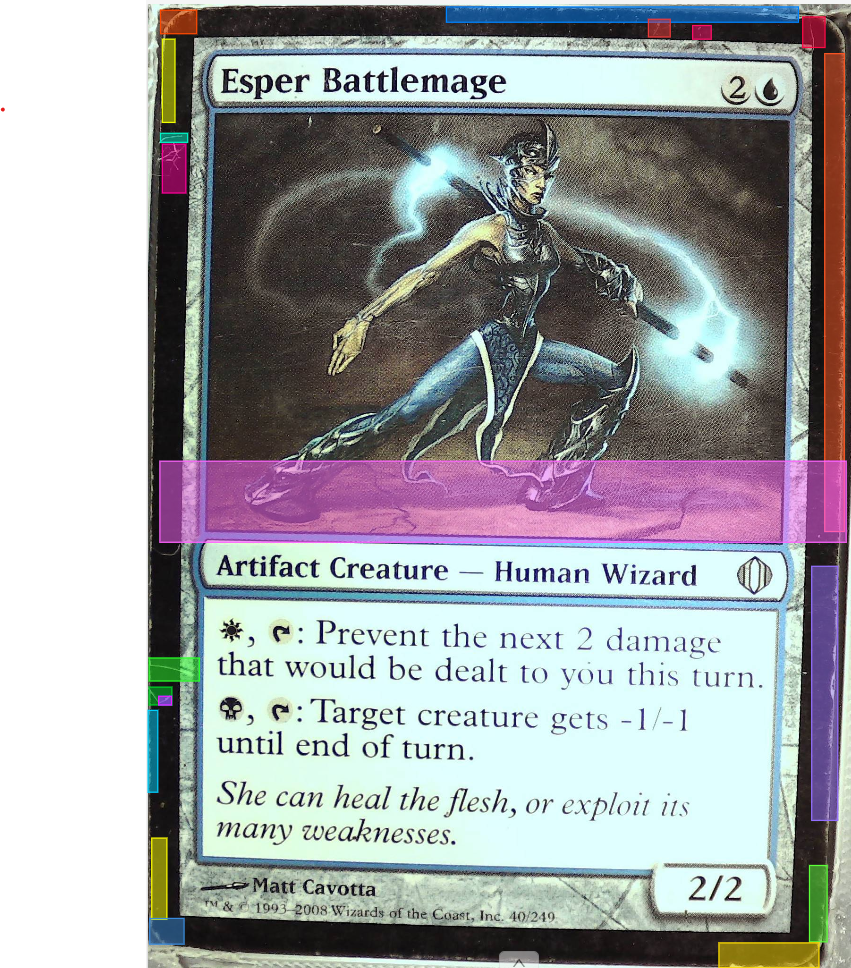 Esper Battlemage
2
Artifact Creature — Human Wizard
, : Prevent the next 2 damage
that would be dealt to you this turn.
, : Target creature gets -1/-1
until end of turn.
She can heal the flesh, or exploit its
many weaknesses.
Matt Cavotta
2/2
™ & © 1993–2008 Wizards of the Coast, Inc. 40/249